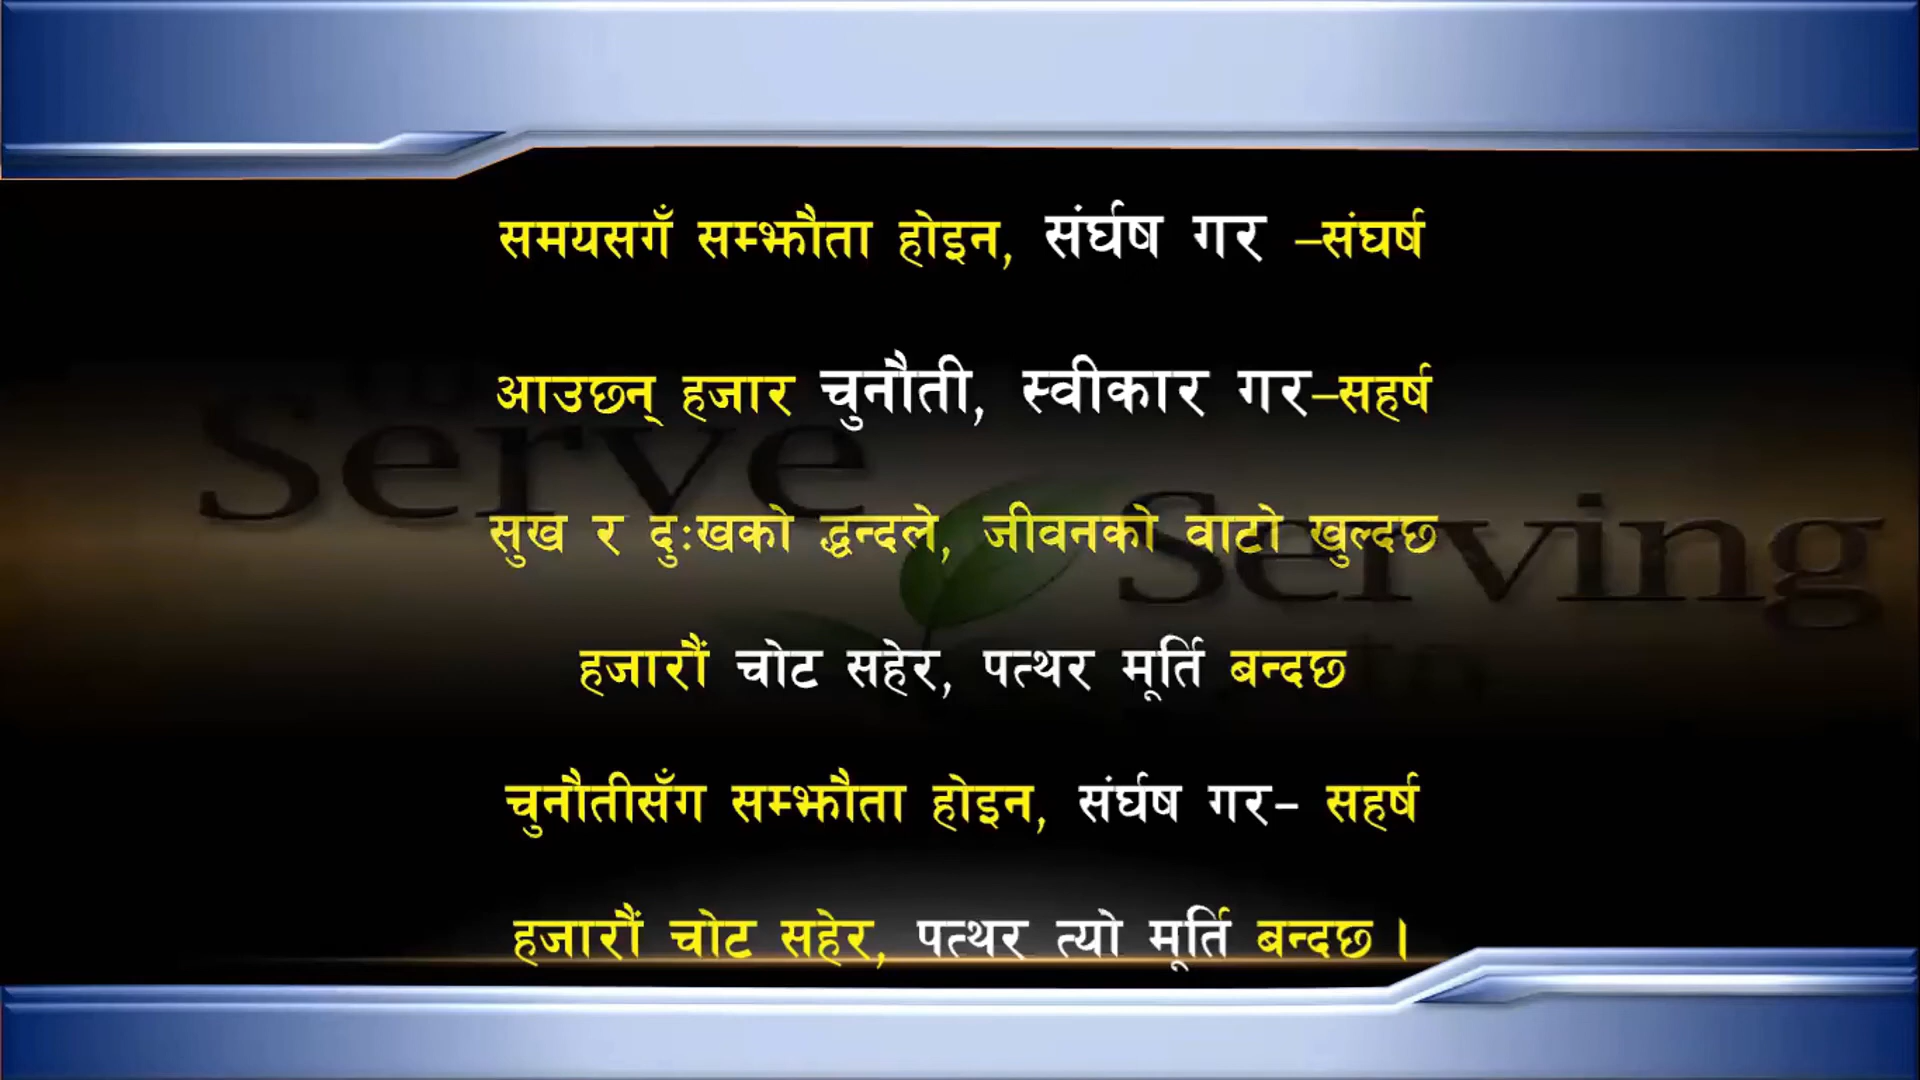 समयसगँ सम्झौता होइन, संर्घष गर –संघर्ष
आउछन् हजार चुनौती, स्वीकार गर–सहर्ष
Serve
सुख र दुःखको द्धन्दले, जीवनको वाटो खुल्दछ
Serving
हजारौं चोट सहेर, पत्थर मूर्ति बन्दछ
चुनौतीसँग सम्झौता होइन, संर्घष गर– सहर्ष
हजारौं चोट सहेर, पत्थर त्यो मूर्ति बन्दछ ।